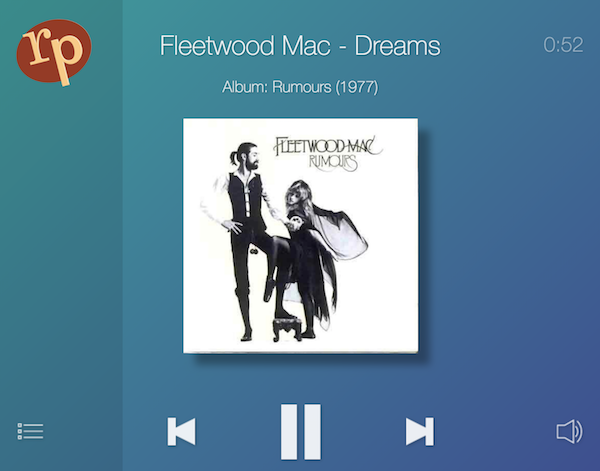 rp
Fleetwood Mac - Dreams
0:52
Album: Rumours (1977)
FLEETWOOD MAC
RUMOURS